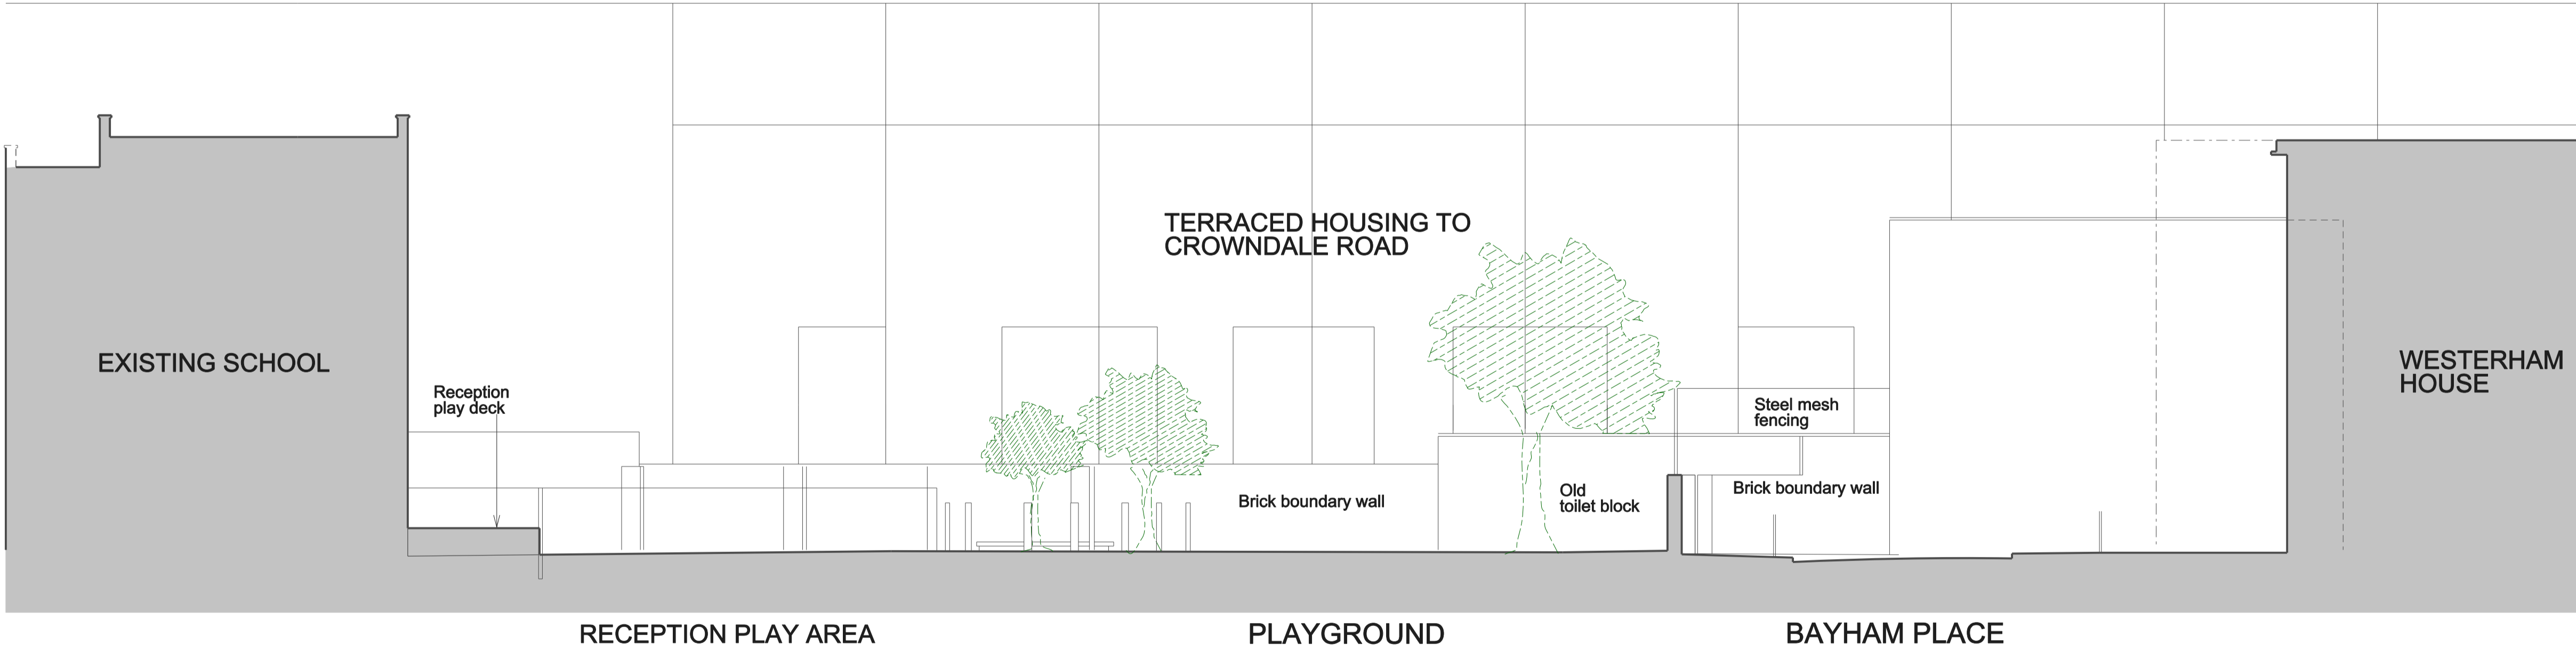 TERRACED HOUSING TO
CROWNDALE ROAD
EXISTING SCHOOL
WESTERHAM
HOUSE
Reception
play deck
Steel mesh
fencing
Brick boundary wall
Old
toilet block
Brick boundary wall
RECEPTION PLAY AREA
PLAYGROUND
BAYHAM PLACE